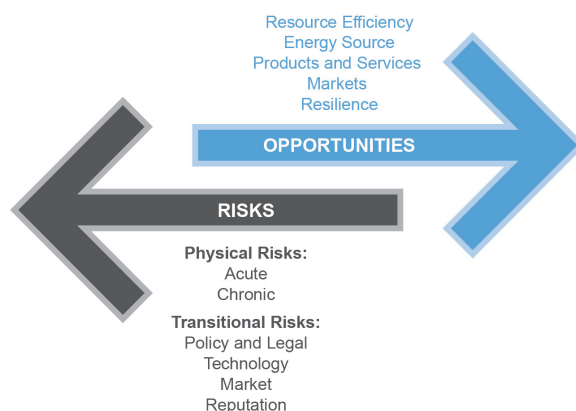 Resource Efficiency
Energy Source
Products and Services
Markets
Resilience
OPPORTUNITIES
RISKS
Physical Risks:
Acute
Chronic
Transitional Risks:
Policy and Legal
Technology
Market
Reputation